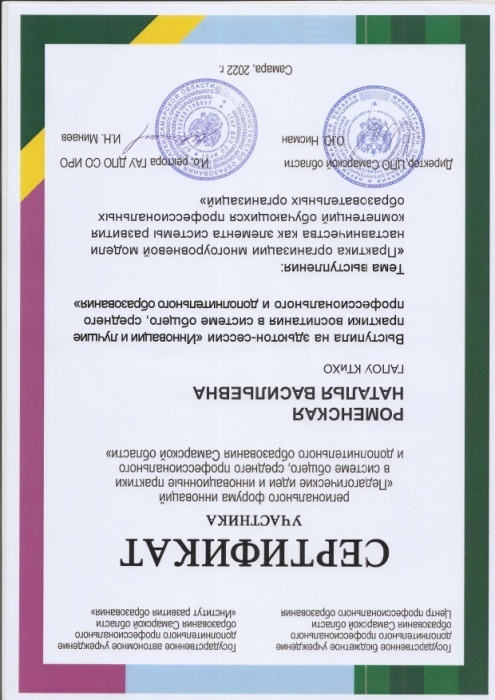 Государственное бюджетное учреждение
дополнительного профессионального
образования Самарской области
Центр профессионального образования
Государственное автономное учреждение
дополнительного профессионального
образования Самарской области
«Институт развития образования»
СЕРТИФИКАТ
УЧАСТНИКА
регионального форума инноваций
«Педагогические идеи и инновационные практики
в системе общего, среднего профессионального
и дополнительного образования Самарской области»
РОМЕНСКАЯ
НАТАЛЬЯ ВАСИЛЬЕВНА
ГАПОУ КТиХО
Выступила на эдьютон-сессии «Инновации и лучшие
практики воспитания в системе общего, среднего
профессионального и дополнительного образования»
Тема выступления:
«Практика организации многоуровневой модели
наставничества как элемента системы развития
компетенций обучающихся профессиональных
образовательных организаций»
Директор ЦПО Самарской области
О.Ю. Нисман
И.о. ректора ГАУ ДПО СО ИРО
И.Н. Минаев
Самара, 2022 г.